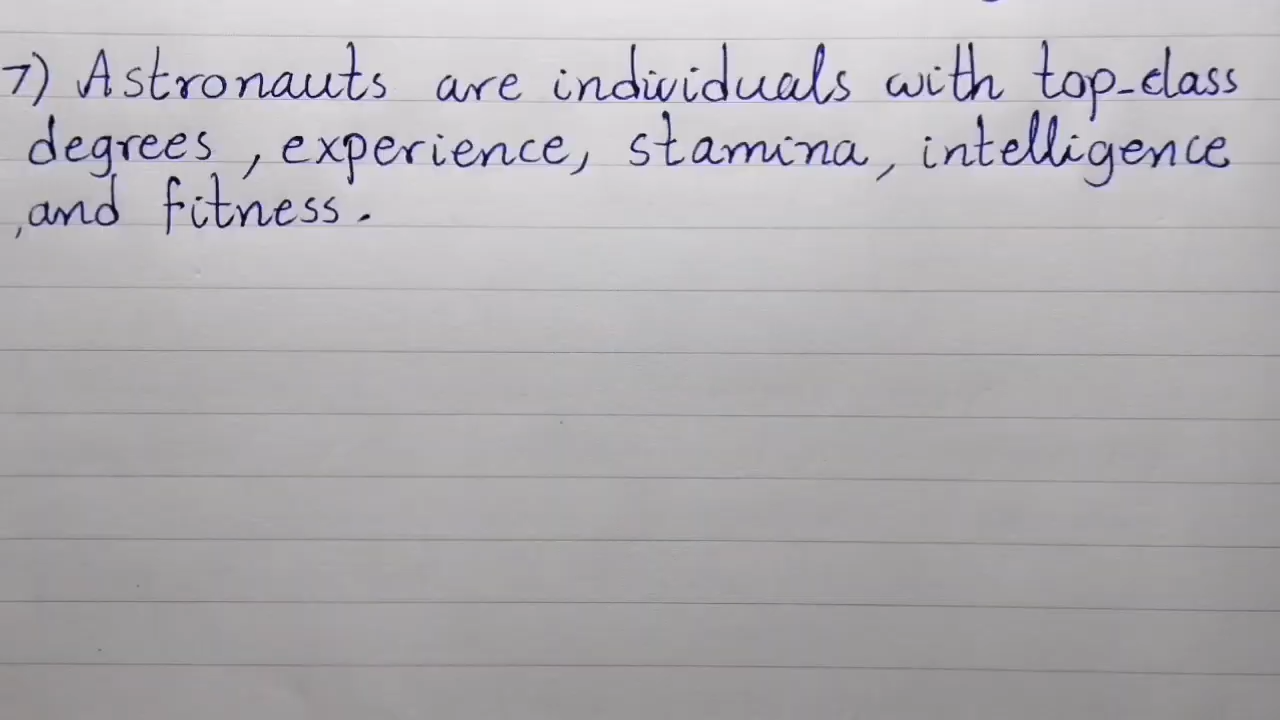 7) Astronauts are individuals with top-class
degrees, experience, stamina, intelligence
,and fitness.